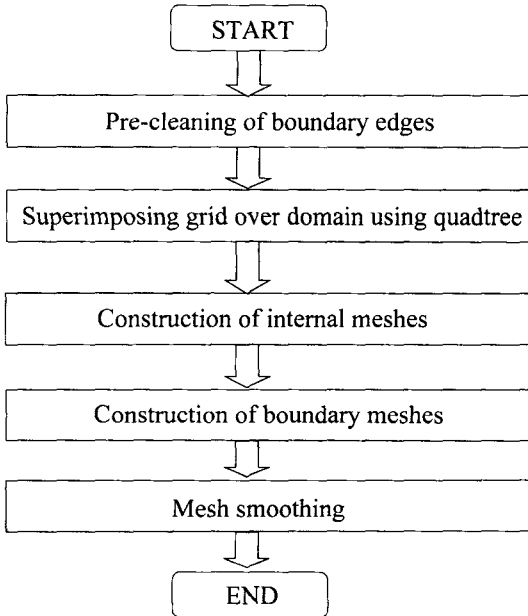 START
Pre-cleaning of boundary edges
Superimposing grid over domain using quadtree
Construction of internal meshes
Construction of boundary meshes
Mesh smoothing
END